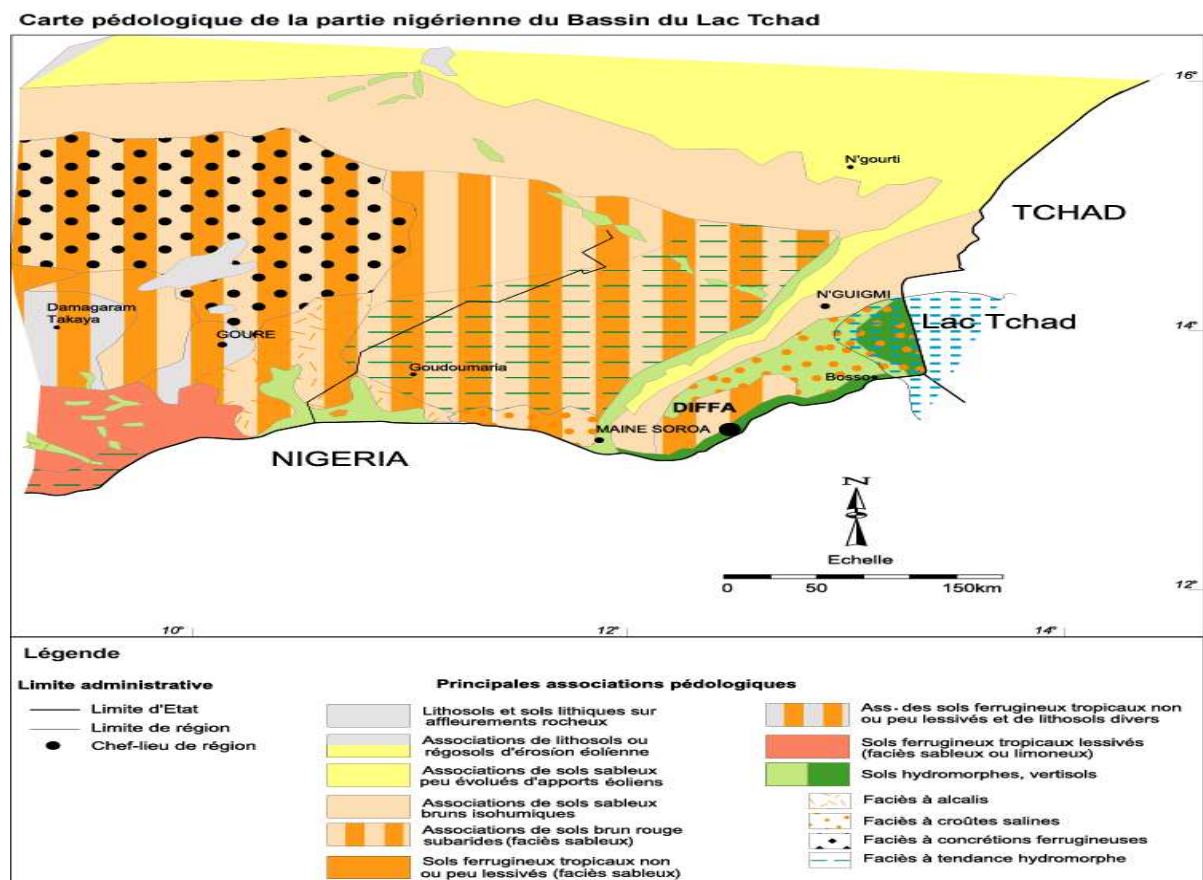 Carte pédologique de la partie nigérienne du Bassin du Lac Tchad
16°
N'gourti
TCHAD
Damagaram
Takaya
N'GUIGMI
14°
GOURE
Lac Tchad
Goudoumaria
Bosso
DIFFA
MAINE SOROA
NIGERIA
N
Echelle
0 50 150km
12°
10° 12° 14°
Légende
Limite administrative
Limite d'Etat
Limite de région
Chef-lieu de région
Principales associations pédologiques
Lithosols et sols lithiques sur
affleurements rocheux
Associations de lithosols ou
régosols d'érosion éolienne
Associations de sols sableux
peu évolués d'apports éoliens
Associations de sols sableux
bruns isohumiques
Associations de sols brun rouge
subarides (faciès sableux)
Sols ferrugineux tropicaux non
ou peu lessivés (faciès sableux)
Ass- des sols ferrugineux tropicaux non
ou peu lessivés et de lithosols divers
Sols ferrugineux tropicaux lessivés
(faciès sableux ou limoneux)
Sols hydromorphes, vertisols
Faciès à alcalis
Faciès à croûtes salines
Faciès à concrétions ferrugineuses
Faciès à tendance hydromorphe